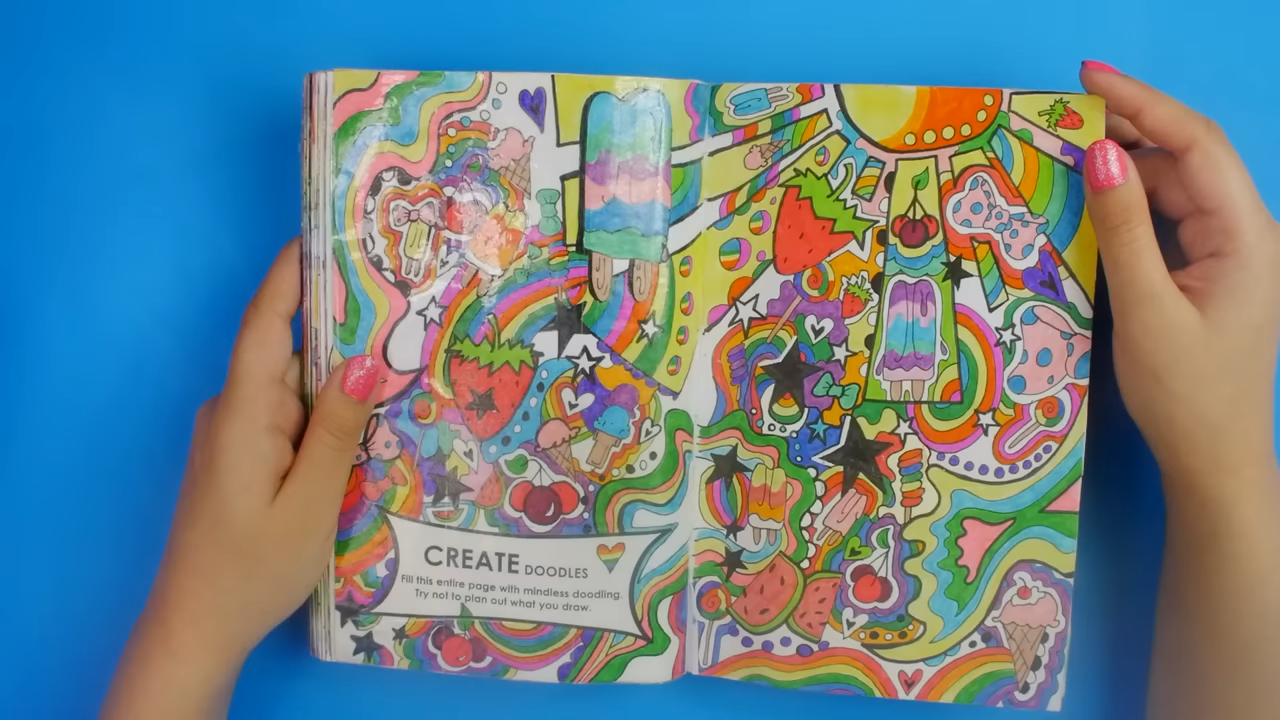 CREATE DOODLES
Fill this entire page with mindless doodling.
Try not to plan out what you draw.